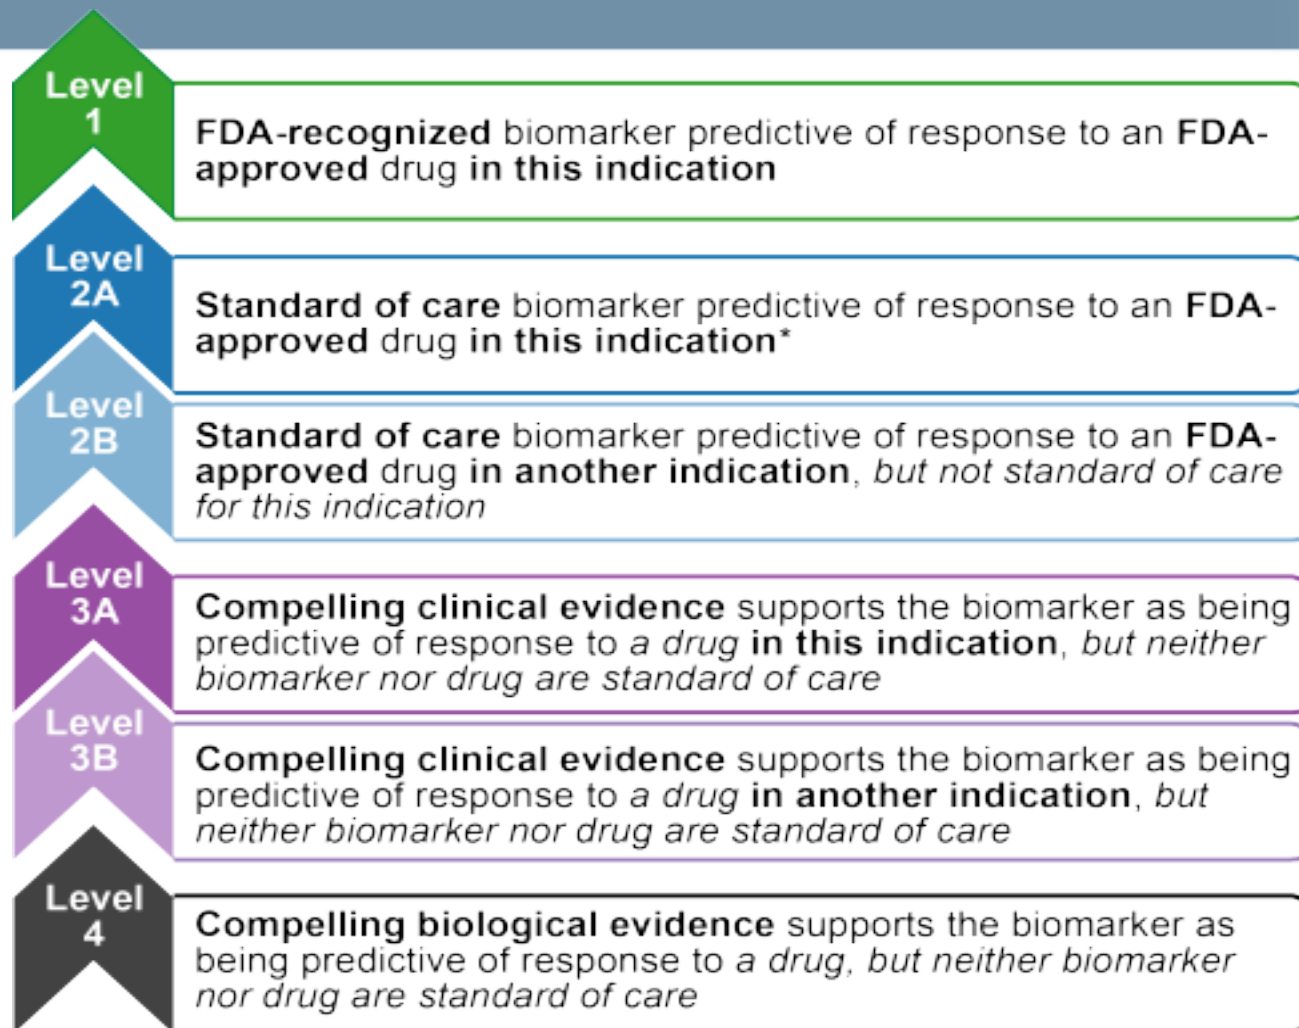 Level
1
FDA-recognized biomarker predictive of response to an FDA-
approved drug in this indication
Level
2A
Standard of care biomarker predictive of response to an FDA-
approved drug in this indication*
Level
2B
Standard of care biomarker predictive of response to an FDA-
approved drug in another indication, but not standard of care
for this indication
Level
3A
Compelling clinical evidence supports the biomarker as being
predictive of response to a drug in this indication, but neither
biomarker nor drug are standard of care
Level
3B
Compelling clinical evidence supports the biomarker as being
predictive of response to a drug in another indication, but
neither biomarker nor drug are standard of care
Level
4
Compelling biological evidence supports the biomarker as
being predictive of response to a drug, but neither biomarker
nor drug are standard of care